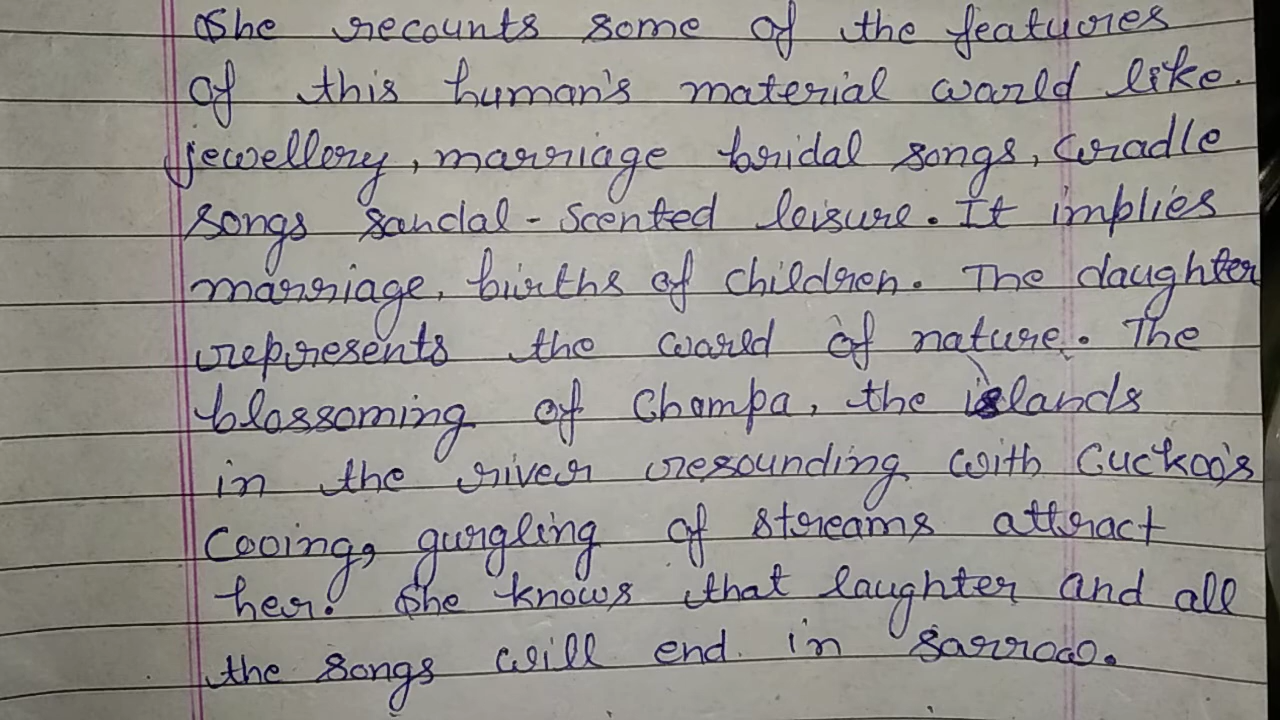 She recounts some of the features
of this human's material world like.
jewellory, marriage bridal songs, cradle
songs sandal-scented leisure. It implies
marriage, births of children. The daughter
represents the world of nature. The
blossoming of Champa, the islands
in the river resounding with Cuckoo's
Cooing, gurgling of streams attract
her. She knows that laughter and all
the songs will end in sorrow.